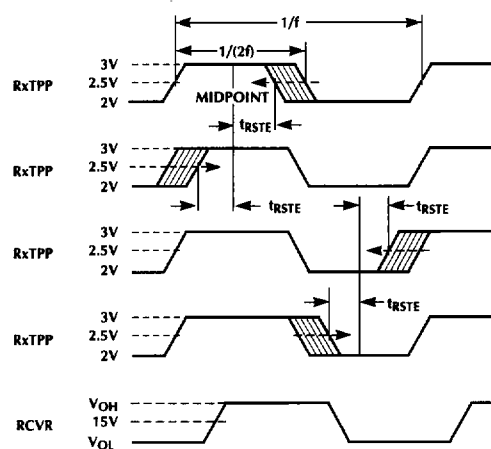 1/f
1/(2f)
3V
RxTPP 2.5V
2V
MIDPOINT
tRSTE
3V
RxTPP 2.5V
2V
tRSTE
tRSTE
3V
RxTPP 2.5V
2V
tRSTE
3V
RxTPP 2.5V
2V
VOH
RCVR 15V
VOL